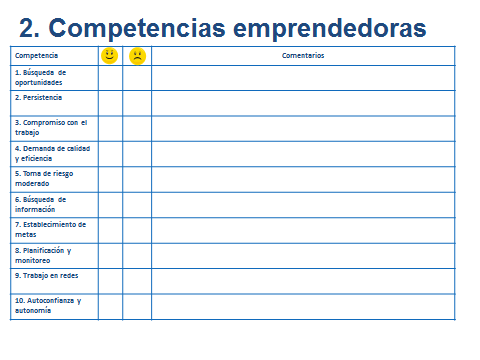 2. Competencias emprendedoras
Competencia
Comentarios
1. Búsqueda de
oportunidades
2. Persistencia
3. Compromiso con el
trabajo
4. Demanda de calidad
y eficiencia
5. Toma de riesgo
moderado
6. Búsqueda de
información
7. Establecimiento de
metas
8. Planificación y
monitoreo
9. Trabajo en redes
10. Autoconfianza y
autonomía